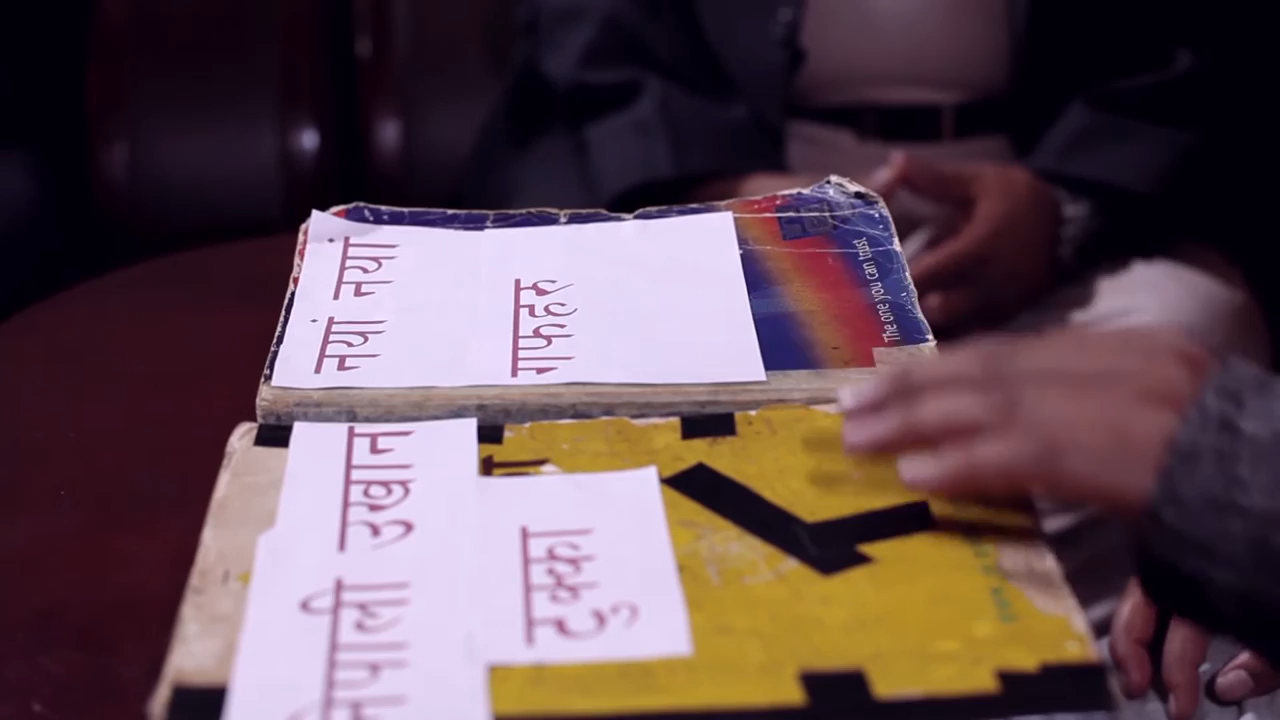 नयां नयां
गफहरु
The one you can trust
नेपाली उखान
टुक्का